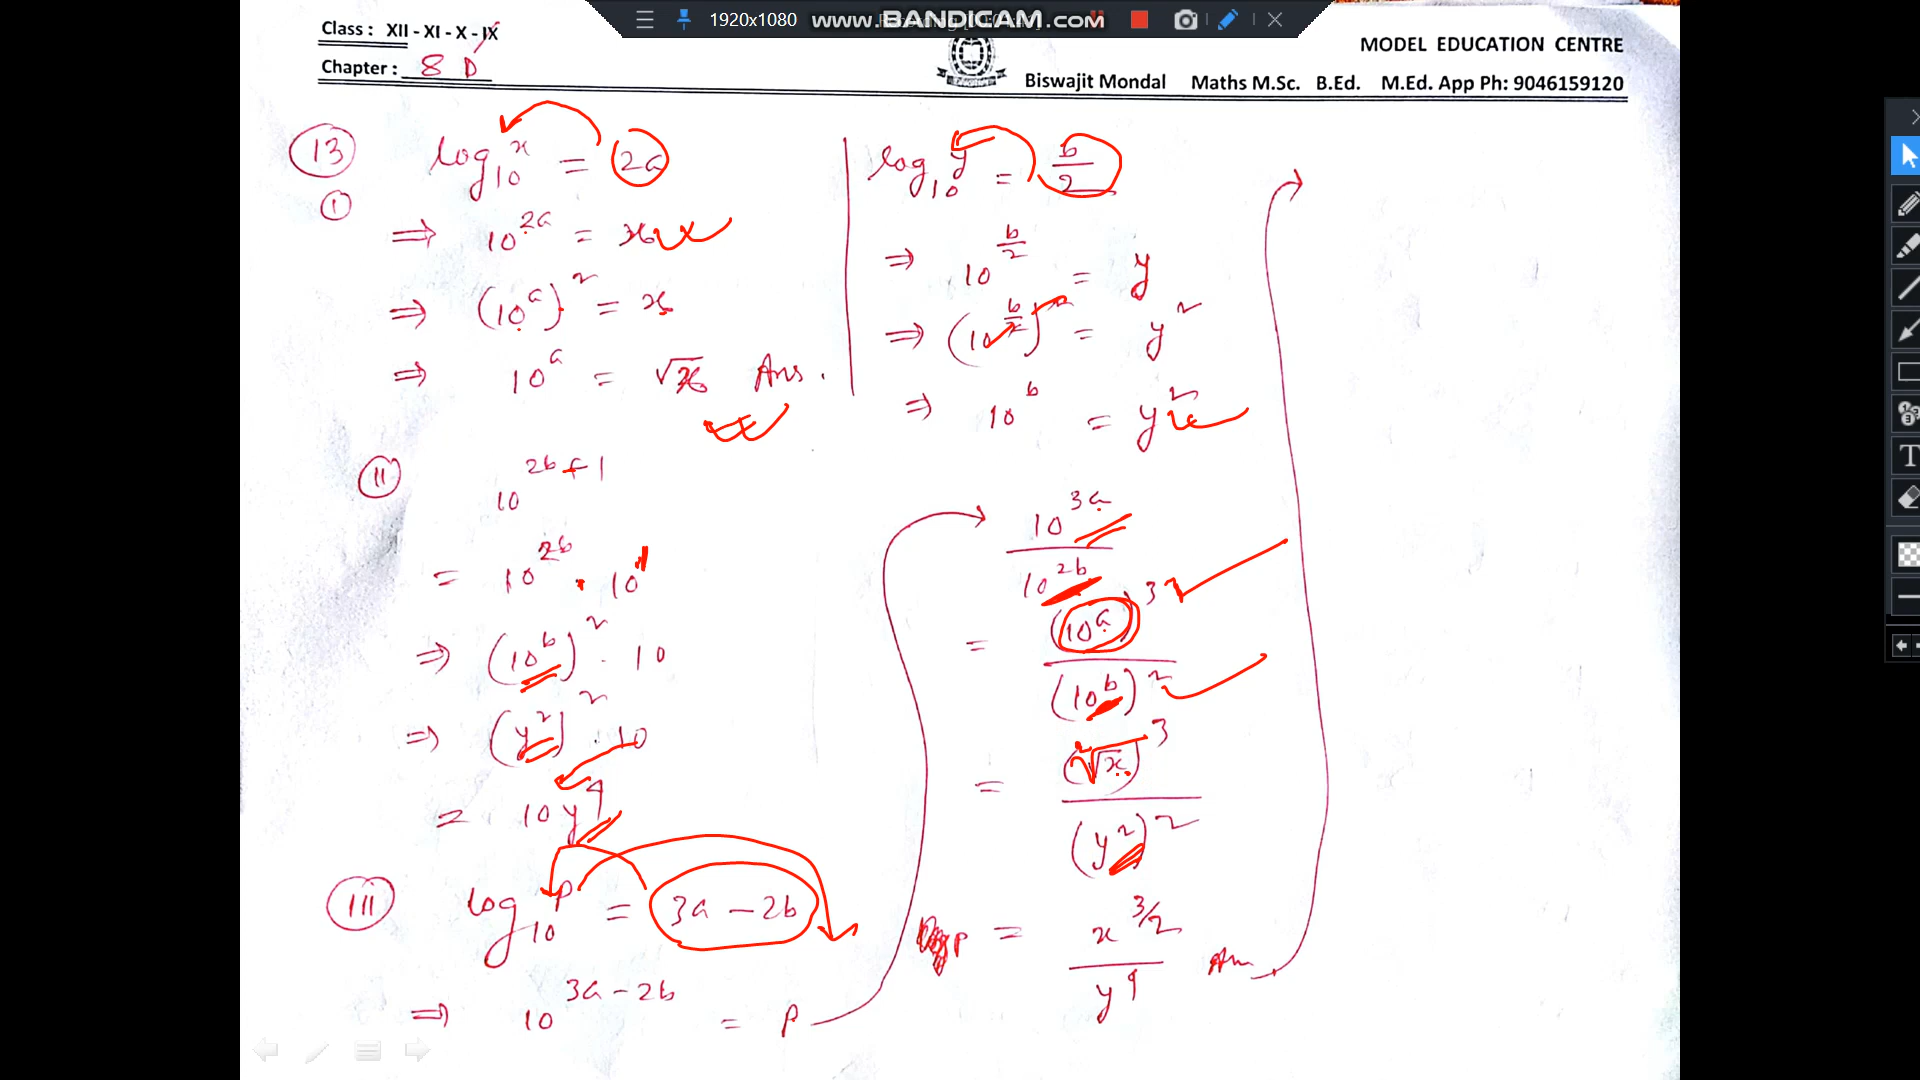 1920x1080
www.BANDICAM.com
Class : XII - XI - X - IX
Chapter : 8 D
MODEL EDUCATION CENTRE
Biswajit Mondal Maths M.Sc. B.Ed. M.Ed. App Ph: 9046159120
13
log₁₀ x = 2a
i
⇒ 10^2a = x
⇒ (10^a)^2 = x
⇒ 10^a = √x Ans.
log₁₀ y = b/2
⇒ 10^b/2 = y
⇒ (10^b/2)^2 = y^2
⇒ 10^b = y^2
ii
10^2b+1
= 10^2b . 10^1
⇒ (10^b)^2 . 10
⇒ (y^2)^2 . 10
= 10y^4
iii
log₁₀ P = 3a - 2b
⇒ 10^3a-2b = P
10^3a / 10^2b
= (10^a)^3 / (10^b)^2
= (√x)^3 / (y^2)^2
P = x^3/2 / y^4 Ans